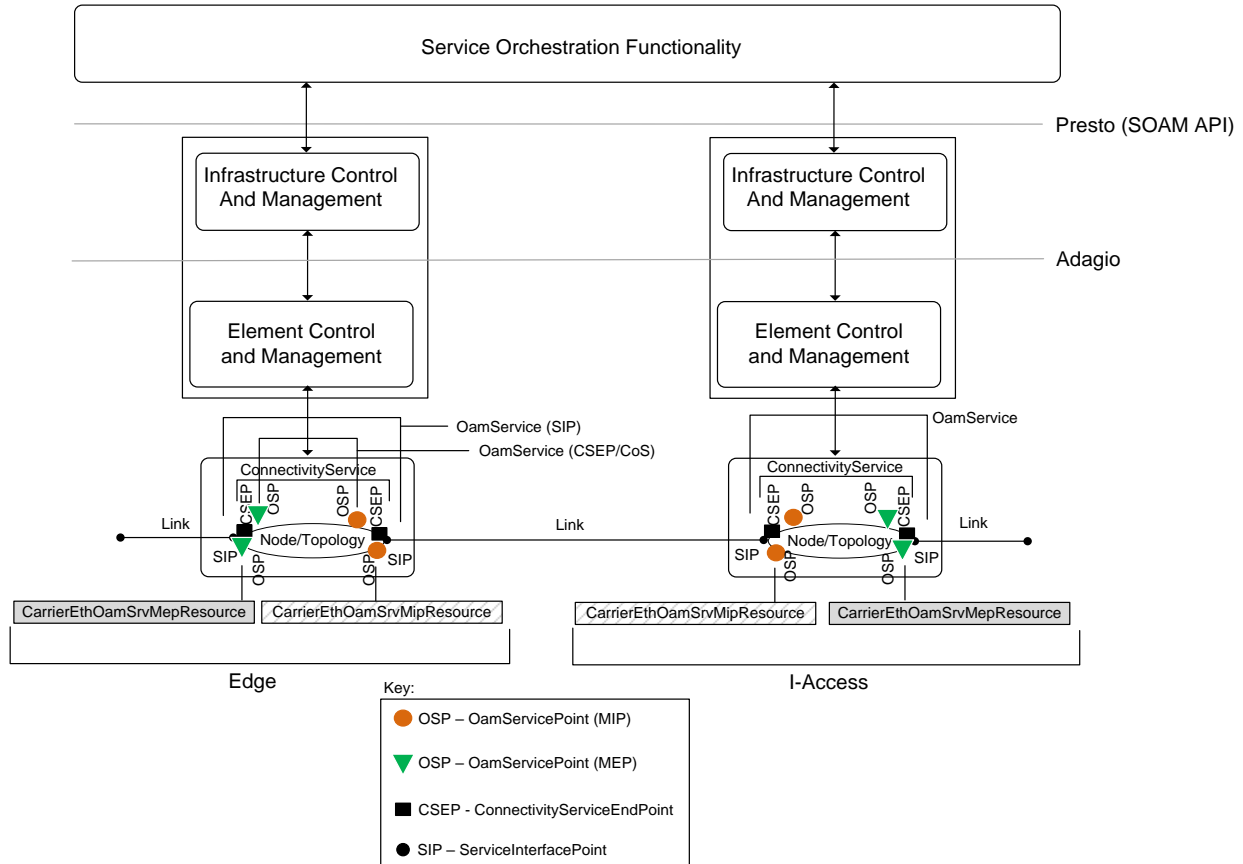 Service Orchestration Functionality
Presto (SOAM API)
Infrastructure Control
And Management
Infrastructure Control
And Management
Adagio
Element Control
and Management
Element Control
and Management
OamService (SIP)
OamService (CSEP/CoS)
OamService
ConnectivityService
ConnectivityService
CSEP
OSP
OSP
CSEP
CSEP
OSP
OSP
CSEP
Link
Node/Topology
Link
Node/Topology
Link
SIP
OSP
OSP
SIP
SIP
OSP
OSP
SIP
CarrierEthOamSrvMepResource
CarrierEthOamSrvMipResource
CarrierEthOamSrvMipResource
CarrierEthOamSrvMepResource
Edge
I-Access
Key:
OSP – OamServicePoint (MIP)
OSP – OamServicePoint (MEP)
CSEP - ConnectivityServiceEndPoint
SIP – ServiceInterfacePoint